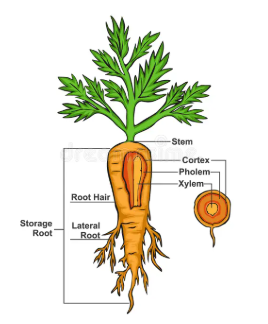 Stem
Cortex
Pholem
Xylem
Root Hair
Storage
Root
Lateral
Root